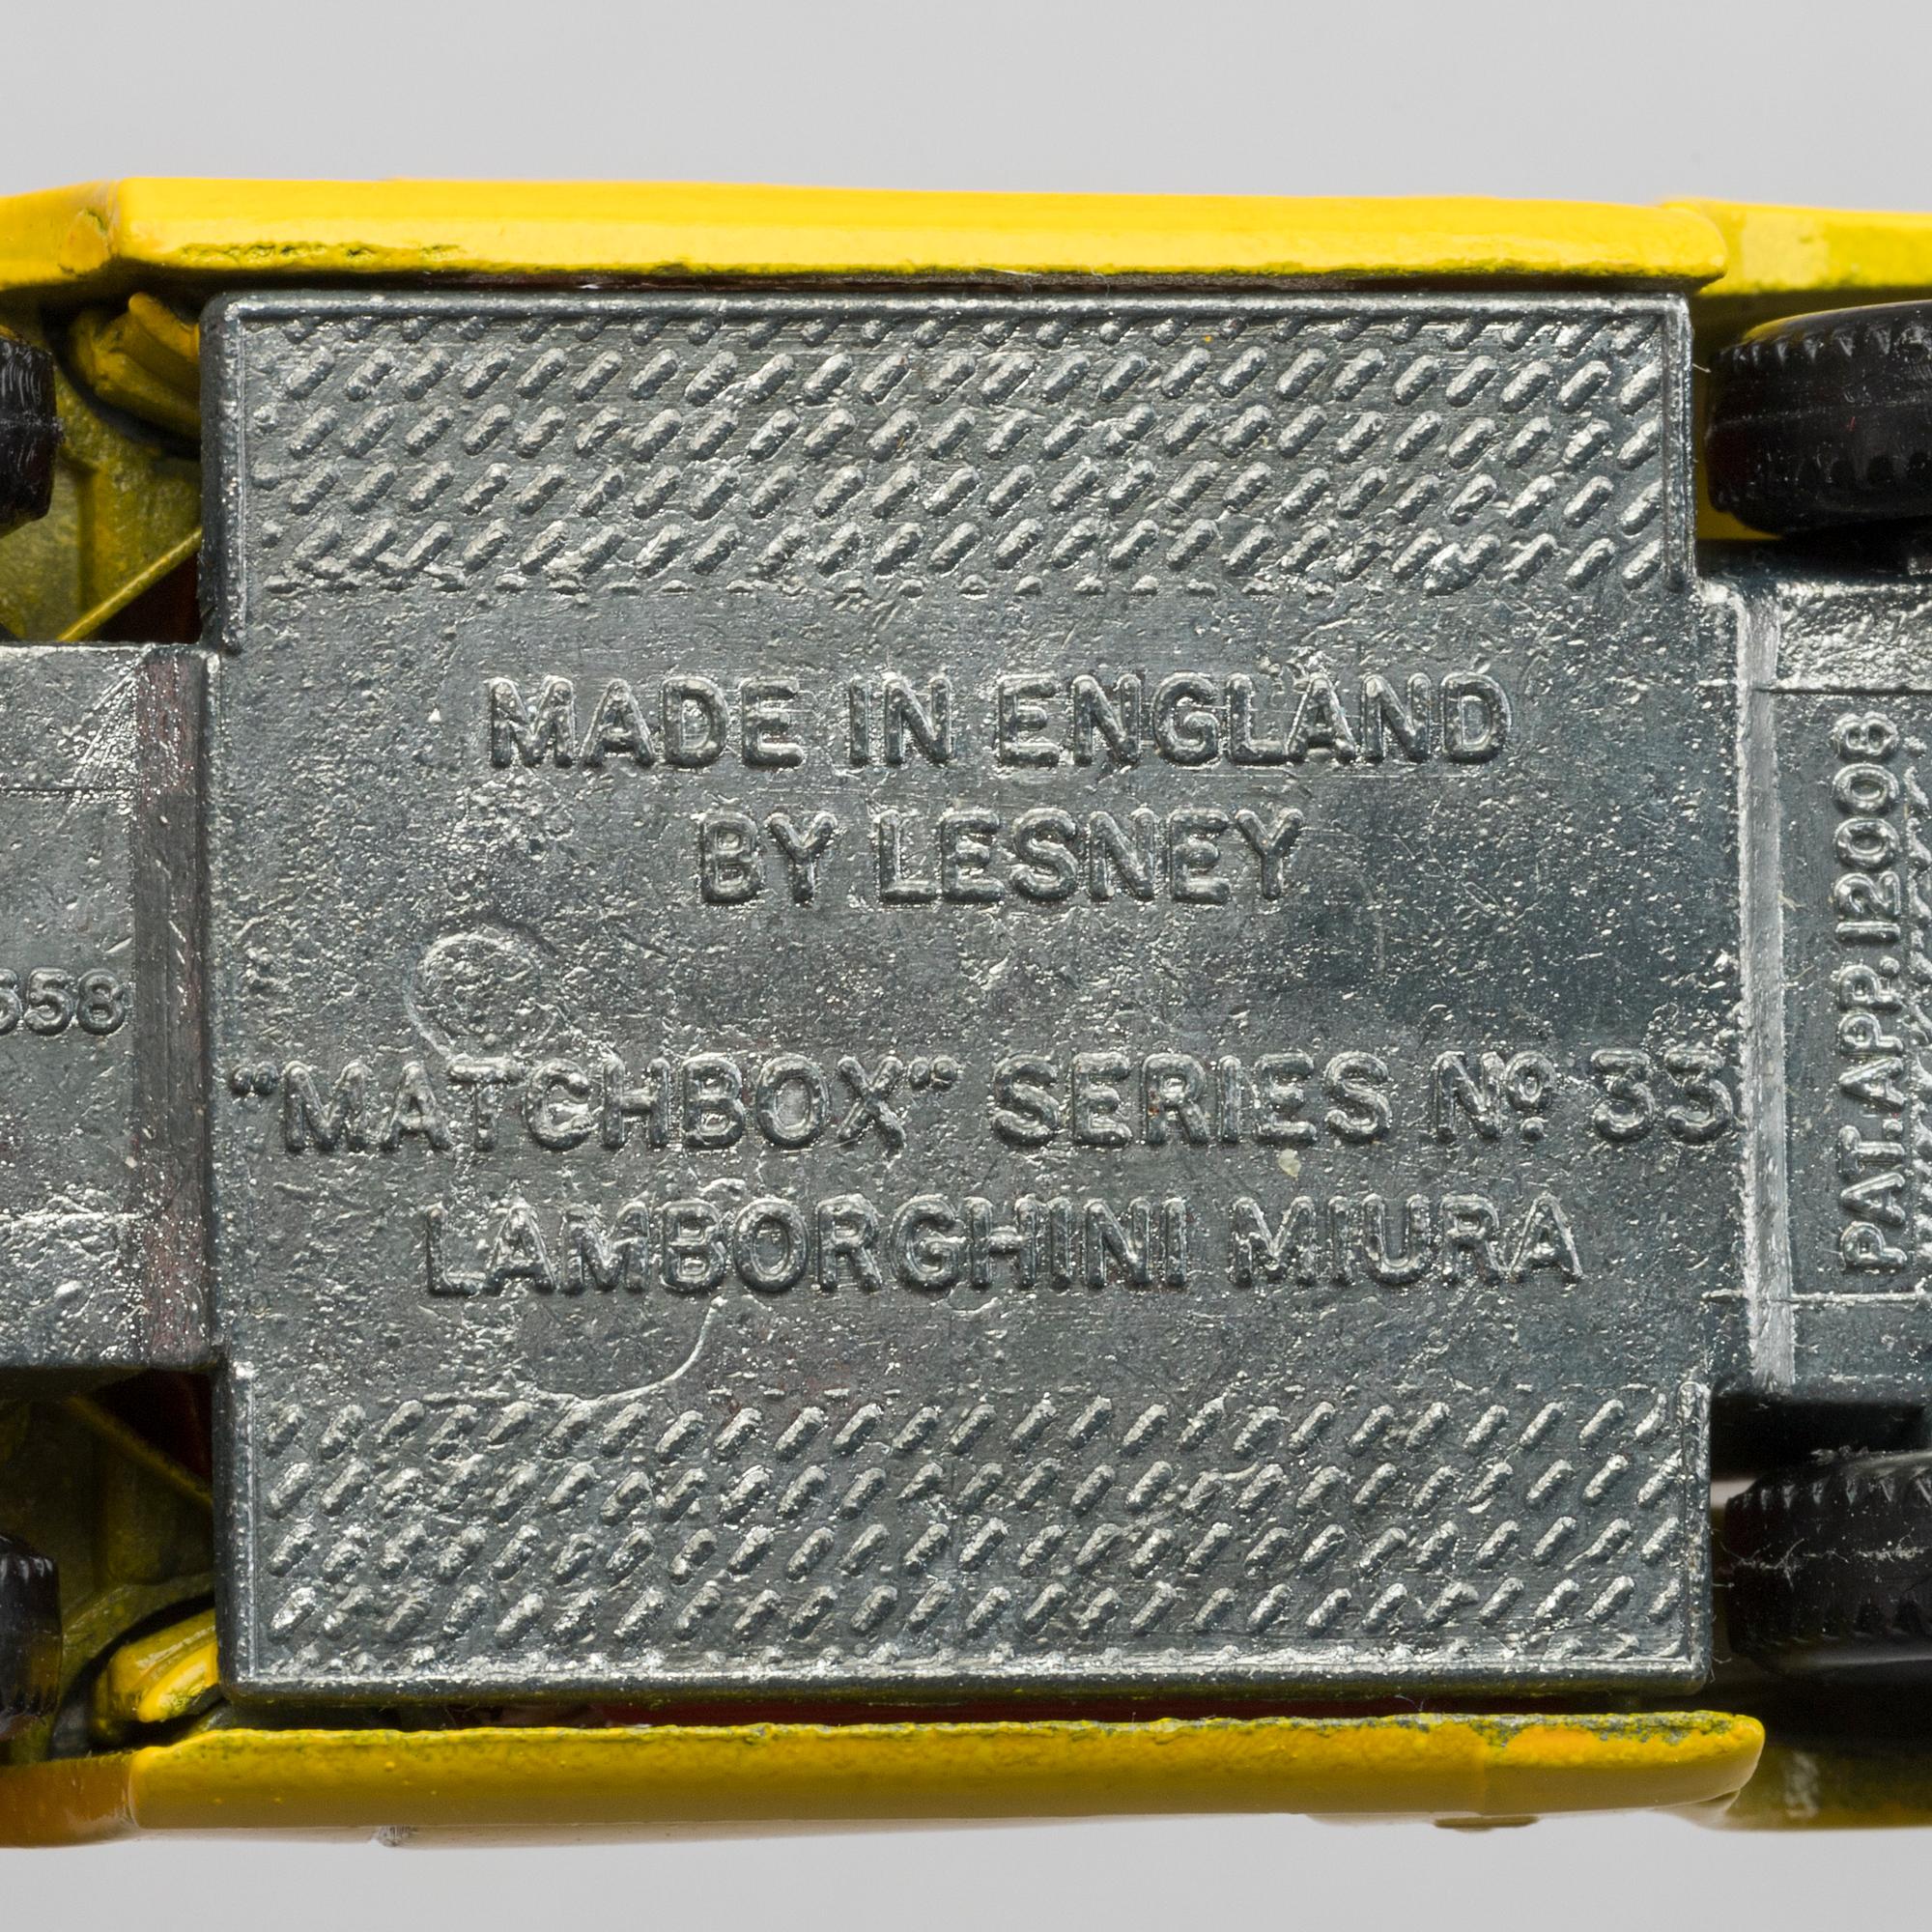 MADE IN ENGLAND
BY LESNEY
"MATCHBOX" SERIES Nº 33
LAMBORGHINI MIURA
PAT.APP.12008